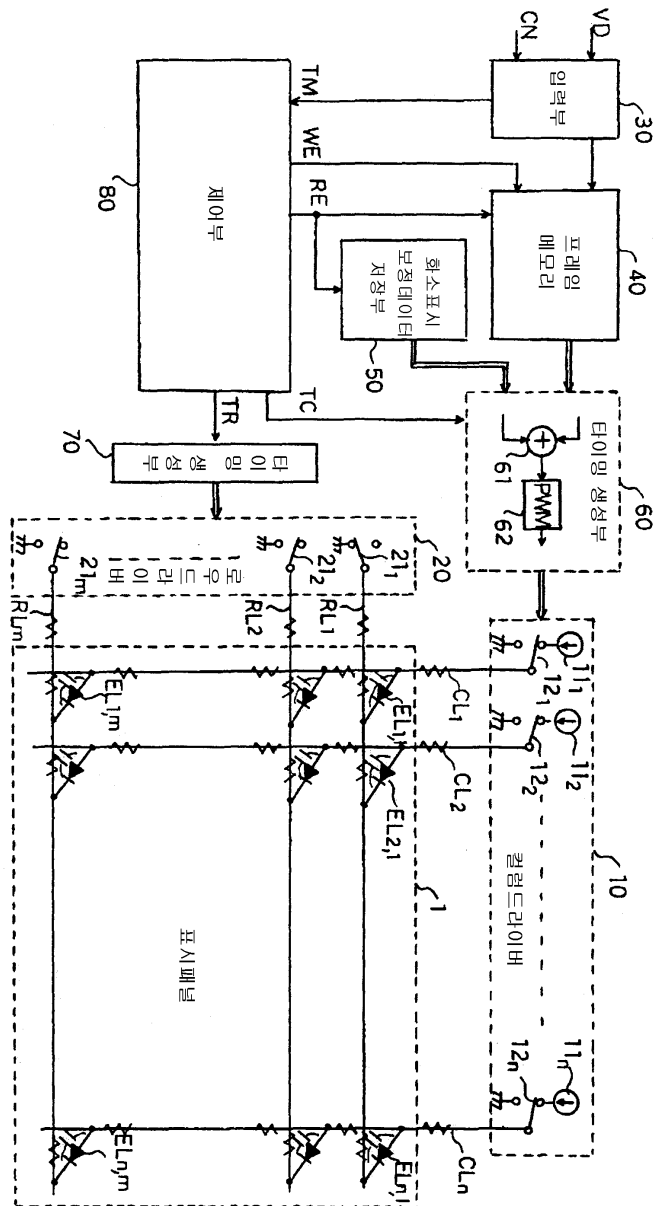 VD
CN
입력부
30
TM
WE
RE
제어부
80
프레임
메모리
40
화소표시
보정데이터
저장부
50
TR
TC
타이밍 생성부
60
61
PWM
62
타이밍 생성부
70
로우드라이버
20
21₁
21₂
21ₘ
RL1
RL2
RLm
컬럼드라이버
10
11₁
11₂
11ₙ
12₁
12₂
12ₙ
CL₁
CL₂
CLn
EL1,1
EL2,1
ELn,1
EL1,m
ELn,m
표시패널
1